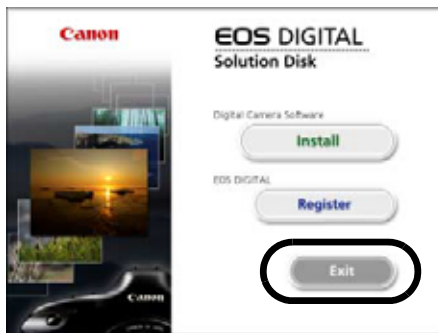 Canon
EOS DIGITAL
Solution Disk
Digital Camera Software
Install
EOS DIGITAL
Register
Exit
Canon